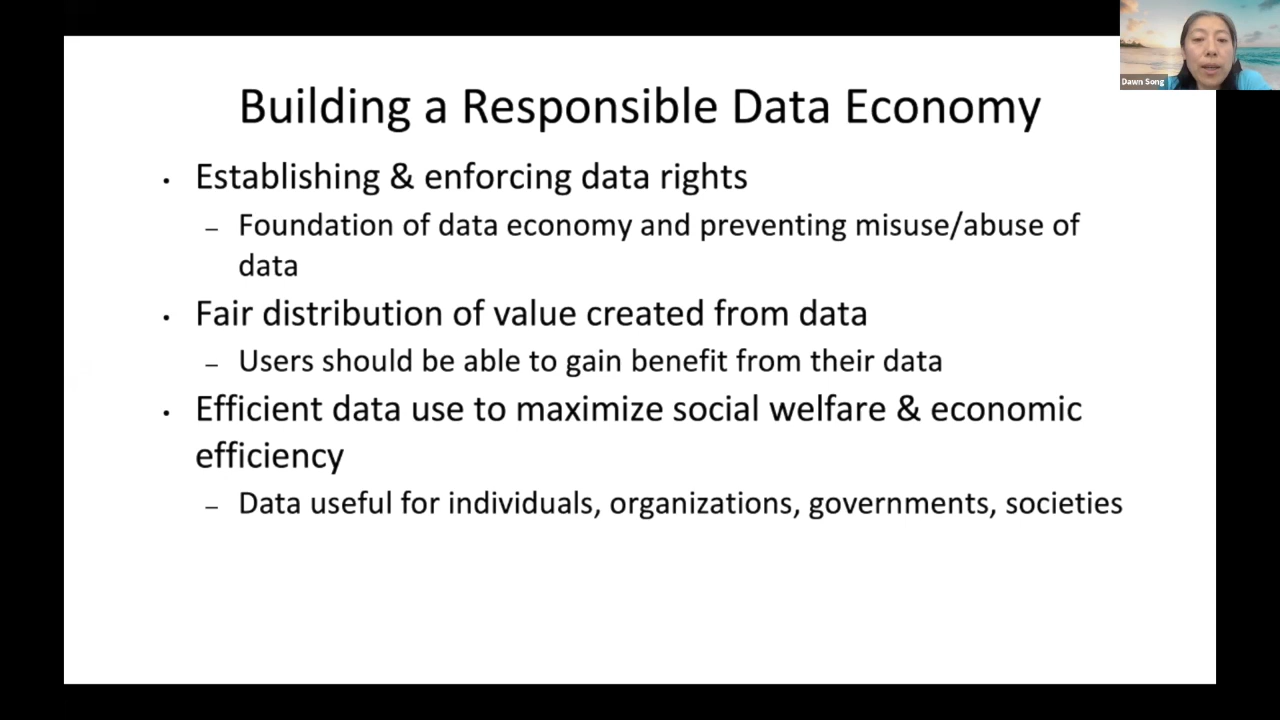 Dawn Song
Building a Responsible Data Economy
• Establishing & enforcing data rights
– Foundation of data economy and preventing misuse/abuse of
data
• Fair distribution of value created from data
– Users should be able to gain benefit from their data
• Efficient data use to maximize social welfare & economic
efficiency
– Data useful for individuals, organizations, governments, societies